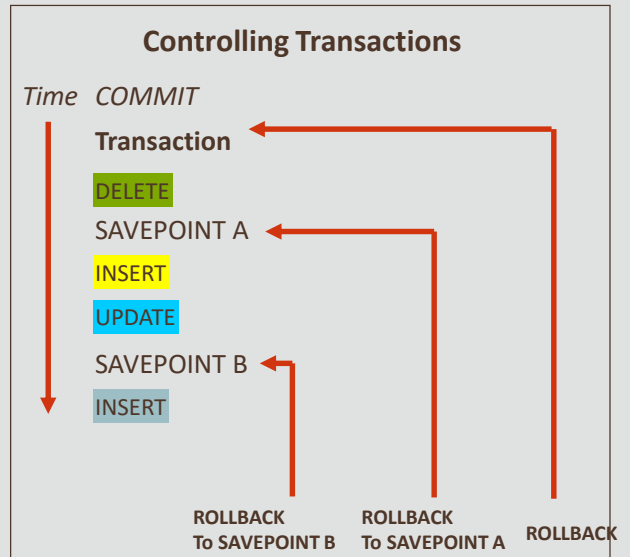 Controlling Transactions
Time COMMIT
Transaction
DELETE
SAVEPOINT A
INSERT
UPDATE
SAVEPOINT B
INSERT
ROLLBACK
To SAVEPOINT B
ROLLBACK
To SAVEPOINT A
ROLLBACK